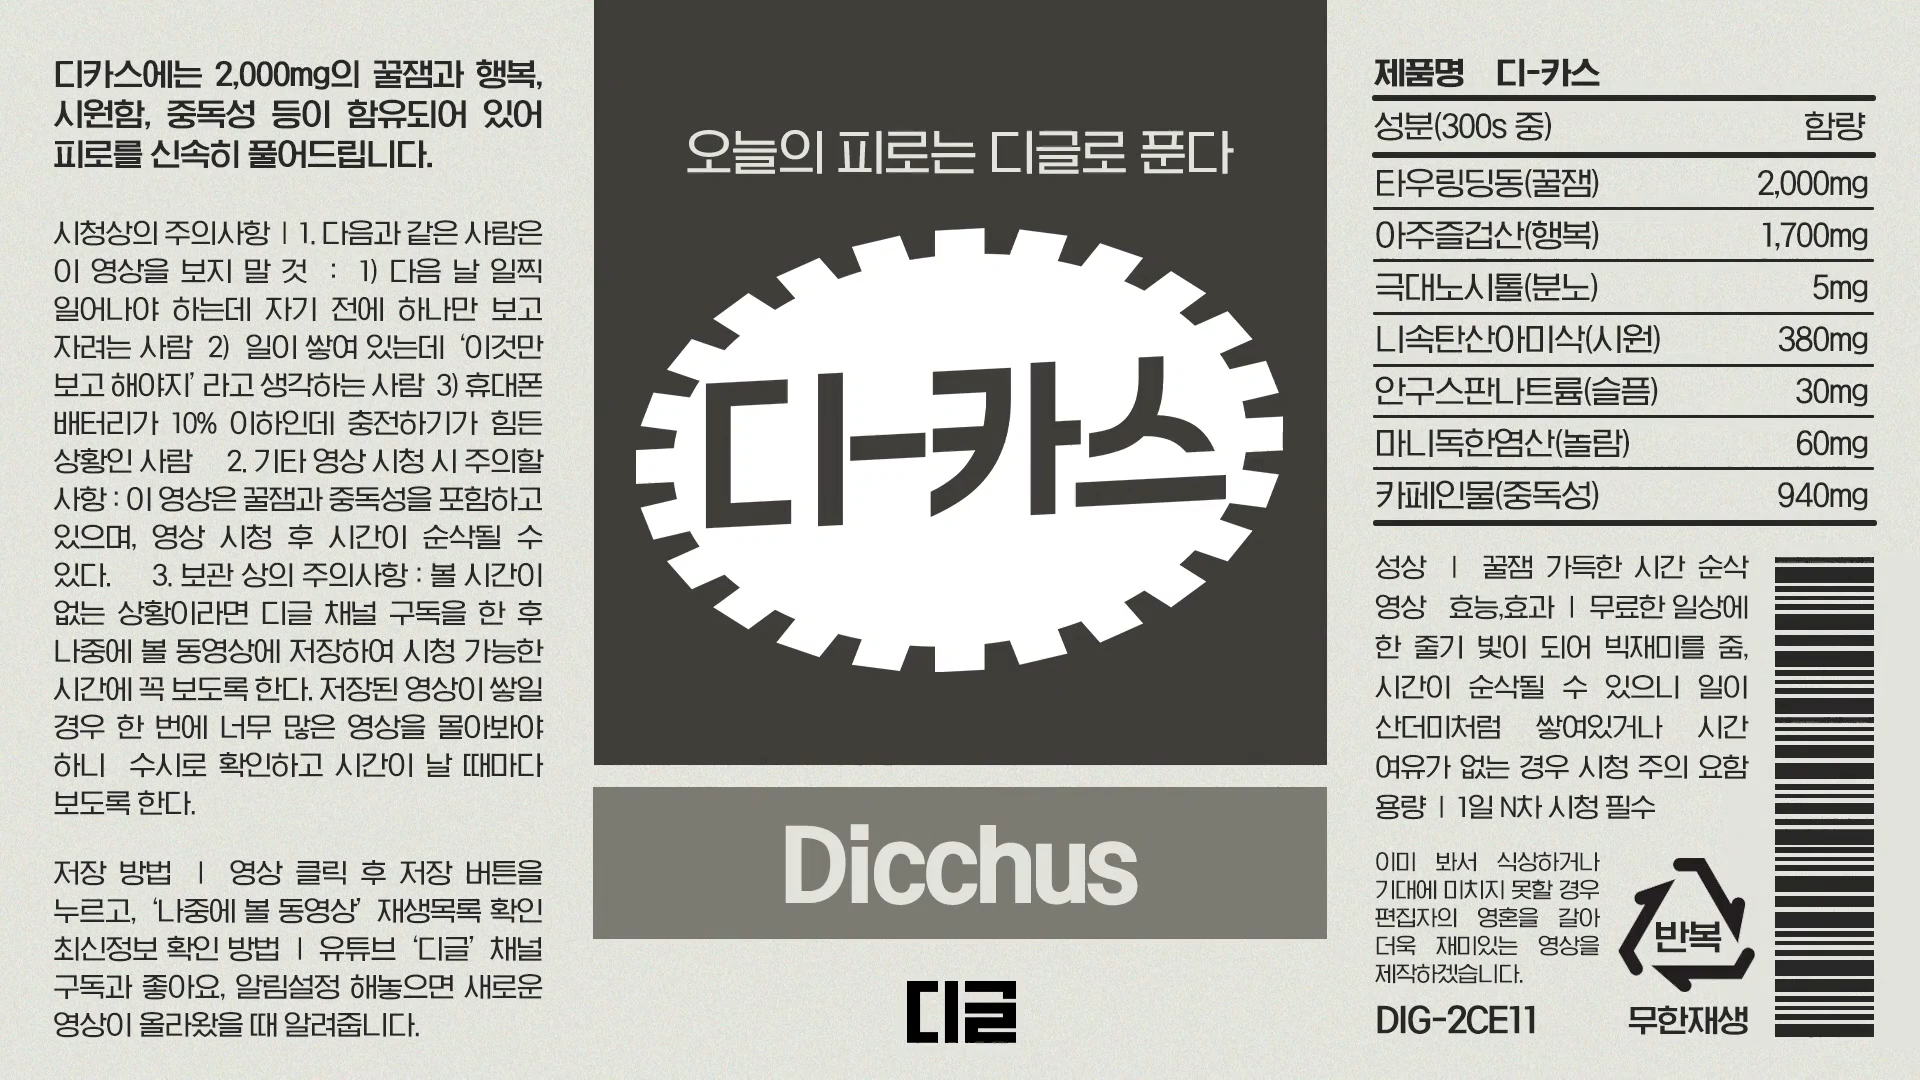 디카스에는 2,000mg의 꿀잼과 행복,
시원함, 중독성 등이 함유되어 있어
피로를 신속히 풀어드립니다.
시청상의 주의사항 | 1. 다음과 같은 사람은
이 영상을 보지 말 것 : 1) 다음 날 일찍
일어나야 하는데 자기 전에 하나만 보고
자려는 사람 2) 일이 쌓여 있는데 ‘이것만
보고 해야지’ 라고 생각하는 사람 3) 휴대폰
배터리가 10% 이하인데 충전하기가 힘든
상황인 사람 2. 기타 영상 시청 시 주의할
사항 : 이 영상은 꿀잼과 중독성을 포함하고
있으며, 영상 시청 후 시간이 순삭될 수
있다. 3. 보관 상의 주의사항 : 볼 시간이
없는 상황이라면 디글 채널 구독을 한 후
나중에 볼 동영상에 저장하여 시청 가능한
시간에 꼭 보도록 한다. 저장된 영상이 쌓일
경우 한 번에 너무 많은 영상을 몰아봐야
하니 수시로 확인하고 시간이 날 때마다
보도록 한다.
저장 방법 | 영상 클릭 후 저장 버튼을
누르고, ‘나중에 볼 동영상’ 재생목록 확인
최신정보 확인 방법 | 유튜브 ‘디글’ 채널
구독과 좋아요, 알림설정 해놓으면 새로운
영상이 올라왔을 때 알려줍니다.
오늘의 피로는 디글로 푼다
디-카스
Dicchus
디글
제품명 디-카스
성분(300s 중) 함량
타우링딩동(꿀잼) 2,000mg
아주즐겁산(행복) 1,700mg
극대노시톨(분노) 5mg
니속탄산아미삭(시원) 380mg
안구스판나트륨(슬픔) 30mg
마니독한염산(놀람) 60mg
카페인물(중독성) 940mg
성상 | 꿀잼 가득한 시간 순삭
영상 효능,효과 | 무료한 일상에
한 줄기 빛이 되어 빅재미를 줌,
시간이 순삭될 수 있으니 일이
산더미처럼 쌓여있거나 시간
여유가 없는 경우 시청 주의 요함
용량 | 1일 N차 시청 필수
이미 봐서 식상하거나
기대에 미치지 못할 경우
편집자의 영혼을 갈아
더욱 재미있는 영상을
제작하겠습니다.
DIG-2CE11
반복
무한재생